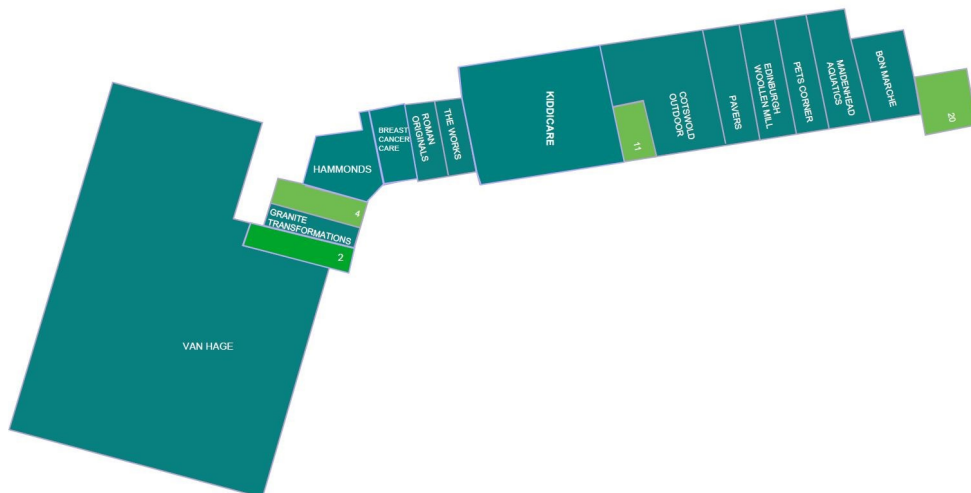 VAN HAGE
2
GRANITE
TRANSFORMATIONS
4
HAMMONDS
BREAST
CANCER
CARE
ROMAN
ORIGINALS
THE WORKS
KIDDICARE
11
COTSWOLD
OUTDOOR
PAVERS
EDINBURGH
WOOLLEN MILL
PETS CORNER
MAIDENHEAD
AQUATICS
BON MARCHE
20